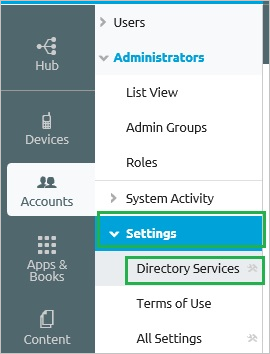 Hub
Devices
Accounts
Apps &
Books
Content
Users
Administrators
List View
Admin Groups
Roles
System Activity
Settings
Directory Services
Terms of Use
All Settings